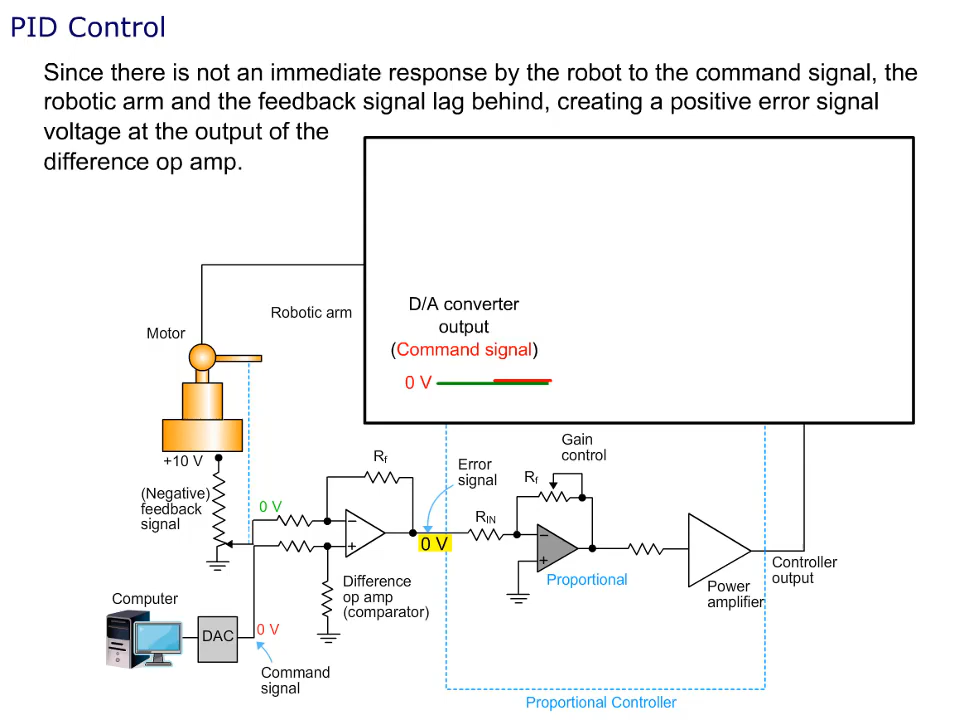 PID Control
Since there is not an immediate response by the robot to the command signal, the
robotic arm and the feedback signal lag behind, creating a positive error signal
voltage at the output of the
difference op amp.
D/A converter
output
(Command signal)
0 V
Robotic arm
Motor
+10 V
(Negative)
feedback
signal
0 V
Rf
−
+
Error
signal
0 V
RIN
Gain
control
Rf
−
+
Proportional
Difference
op amp
(comparator)
Power
amplifier
Controller
output
Computer
DAC
0 V
Command
signal
Proportional Controller